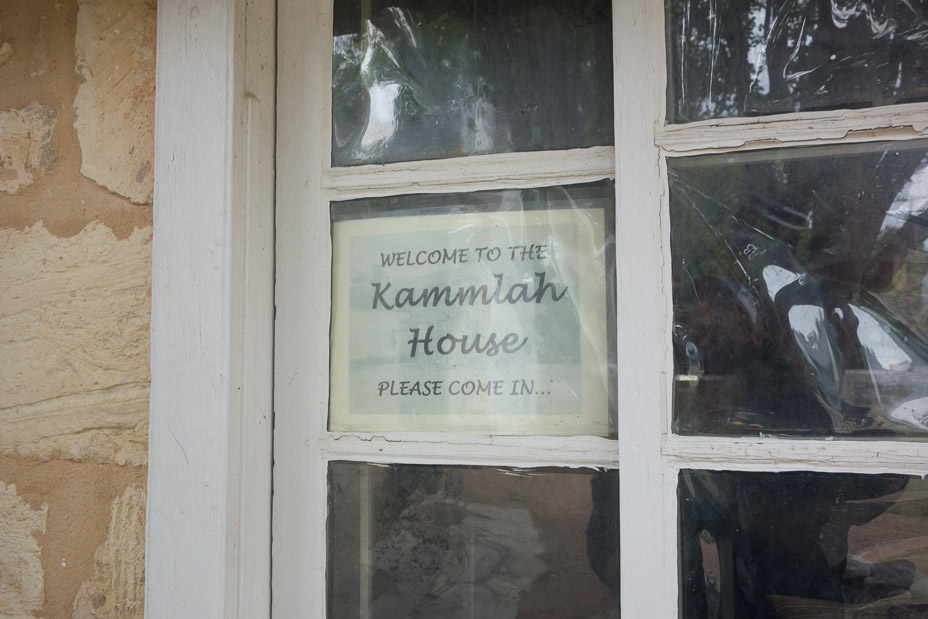 WELCOME TO THE
Kammlah
House
PLEASE COME IN...